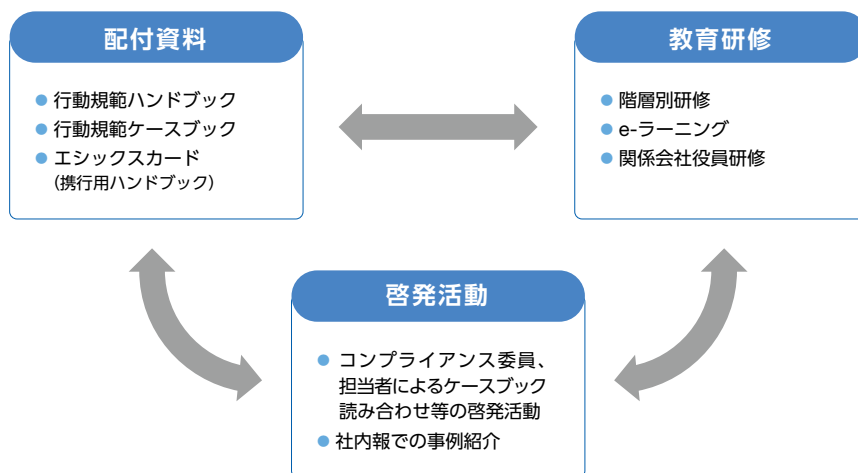 配付資料
● 行動規範ハンドブック
● 行動規範ケースブック
● エシックスカード
(携行用ハンドブック)
教育研修
● 階層別研修
● e-ラーニング
● 関係会社役員研修
啓発活動
● コンプライアンス委員、
担当者によるケースブック
読み合わせ等の啓発活動
● 社内報での事例紹介